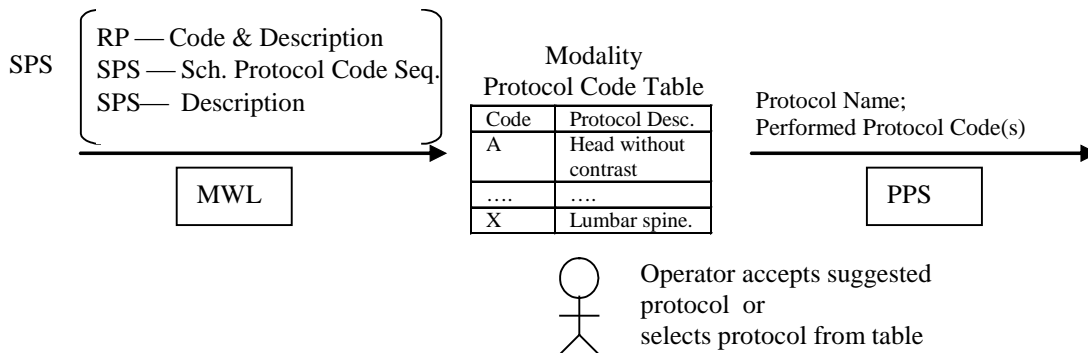 SPS
RP — Code & Description
SPS — Sch. Protocol Code Seq.
SPS— Description
MWL
Modality
Protocol Code Table
Code Protocol Desc.
A Head without
contrast
…. ….
X Lumbar spine.
Protocol Name;
Performed Protocol Code(s)
PPS
Operator accepts suggested
protocol or
selects protocol from table